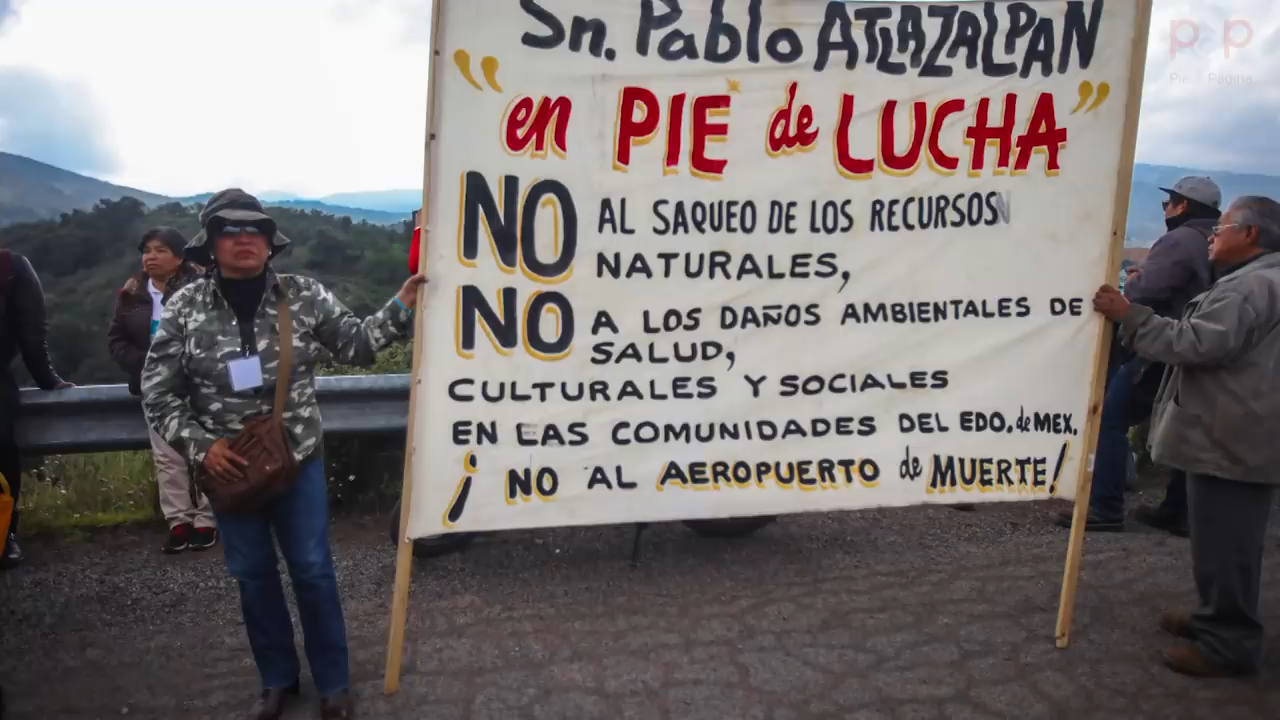 Sn. Pablo ATLAZALPAN
"en PIE de LUCHA"
NO AL SAQUEO DE LOS RECURSOS
NATURALES,
NO A LOS DAÑOS AMBIENTALES DE
SALUD,
CULTURALES Y SOCIALES
EN LAS COMUNIDADES DEL EDO. de MEX.
¡ NO AL AEROPUERTO de MUERTE!
pop
Pie de Página